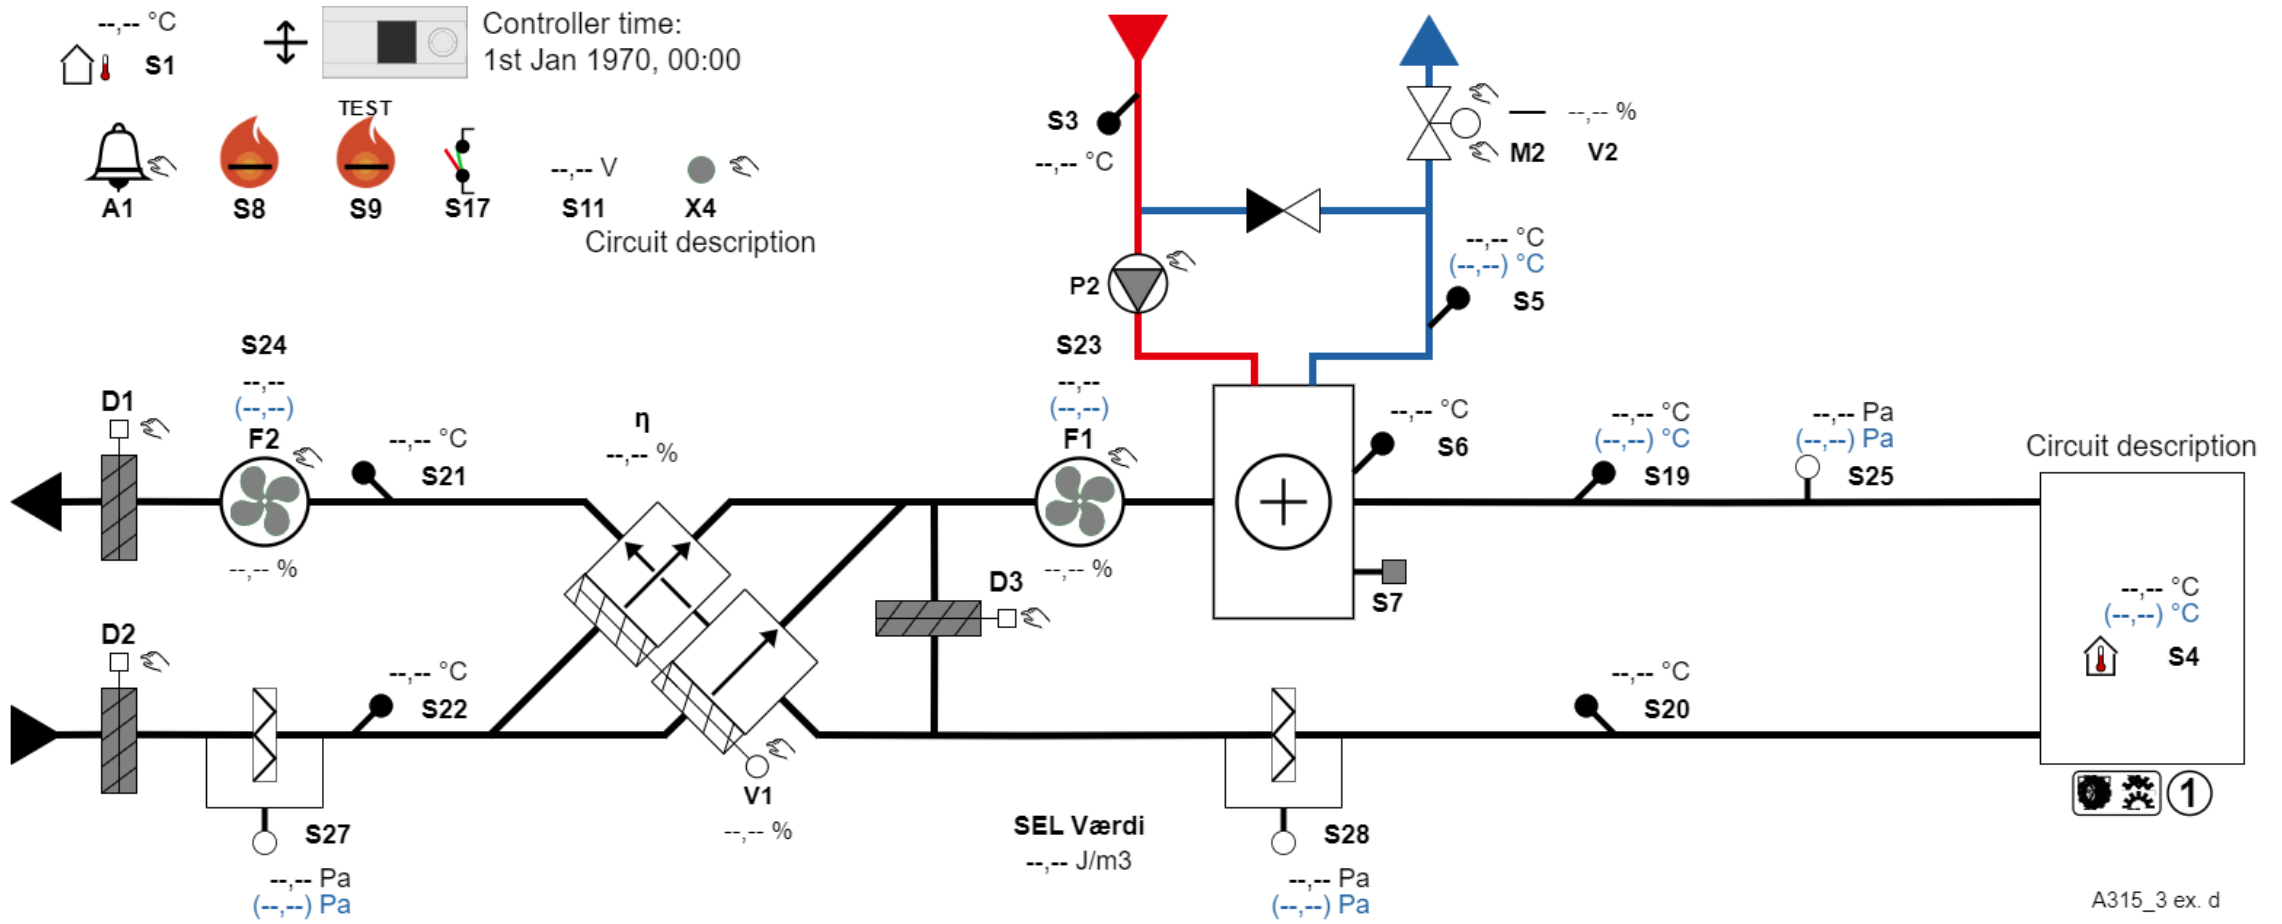 --,-- °C
S1
Controller time:
1st Jan 1970, 00:00
A1
S8
TEST
S9
S17
--,-- V
S11
X4
Circuit description
S3
--,-- °C
--,-- %
M2
V2
--,-- °C
(--,--) °C
S5
P2
S24
--,--
(--,--)
F2
--,-- %
D1
--,-- °C
S21
η
--,-- %
S23
--,--
(--,--)
F1
--,-- %
--,-- °C
S6
S7
--,-- °C
(--,--) °C
S19
--,-- Pa
(--,--) Pa
S25
Circuit description
--,-- °C
(--,--) °C
S4
1
D3
D2
--,-- °C
S22
S27
--,-- Pa
(--,--) Pa
V1
--,-- %
SEL Værdi
--,-- J/m3
--,-- °C
S20
S28
--,-- Pa
(--,--) Pa
A315_3 ex. d